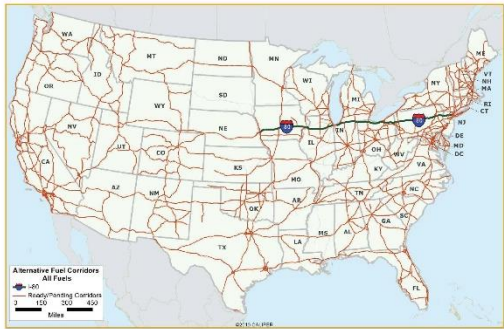 WA
MT
ND
MN
ME
OR
ID
SD
WI
MI
NY
VT
NH
MA
RI
CT
WY
NE
80
IN
80
NJ
NV
UT
CO
IL
OH
WV
DE
MD
DC
CA
KS
MO
KY
VA
AZ
NM
OK
AR
TN
NC
SC
TX
LA
MS
AL
GA
FL
Alternative Fuel Corridors
All Fuels
I-80
Ready/Pending Corridors
0 150 300 450
Miles